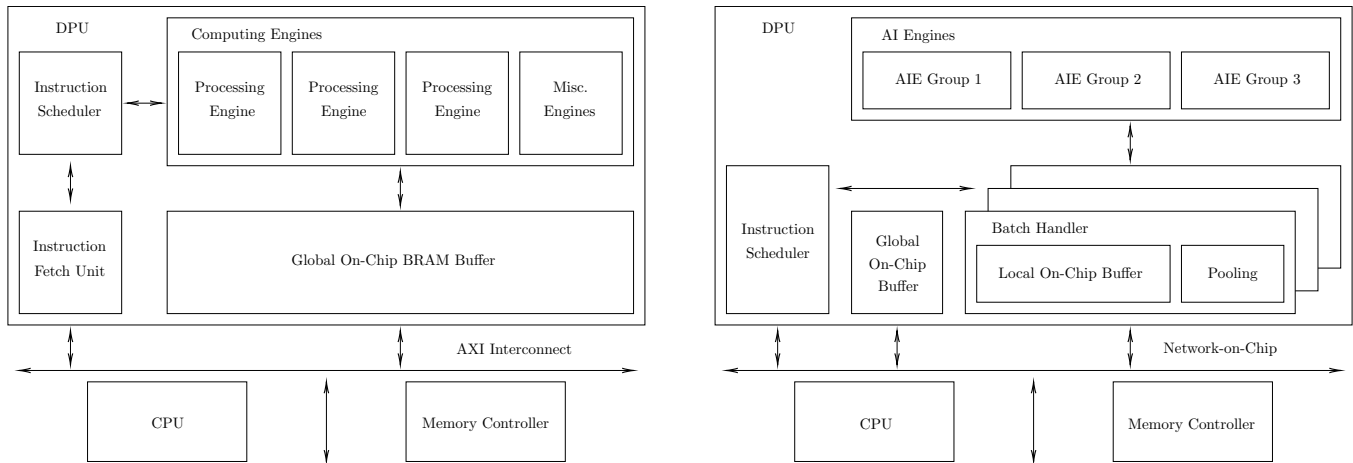 DPU
Computing Engines
Instruction
Scheduler
Processing
Engine
Processing
Engine
Processing
Engine
Misc.
Engines
Instruction
Fetch Unit
Global On-Chip BRAM Buffer
AXI Interconnect
CPU
Memory Controller
DPU
AI Engines
AIE Group 1
AIE Group 2
AIE Group 3
Instruction
Scheduler
Global
On-Chip
Buffer
Batch Handler
Local On-Chip Buffer
Pooling
Network-on-Chip
CPU
Memory Controller